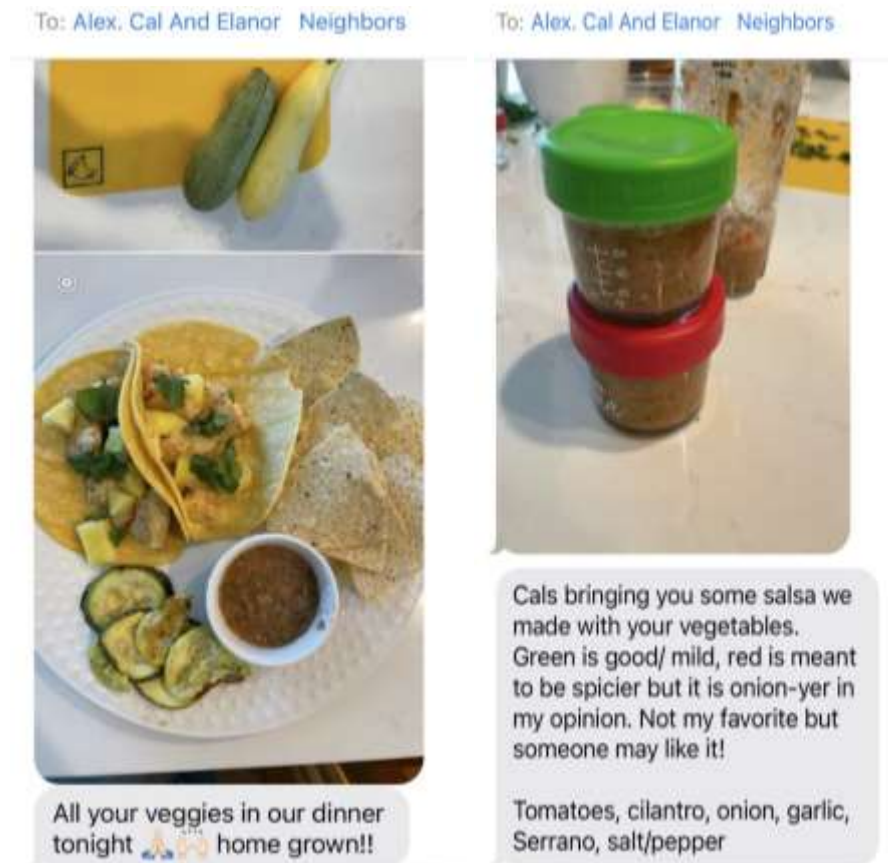 To: Alex. Cal And Elanor Neighbors
All your veggies in our dinner
tonight 🙏🏻 🙌🏻 home grown!!
To: Alex. Cal And Elanor Neighbors
Cals bringing you some salsa we
made with your vegetables.
Green is good/ mild, red is meant
to be spicier but it is onion-yer in
my opinion. Not my favorite but
someone may like it!
Tomatoes, cilantro, onion, garlic,
Serrano, salt/pepper